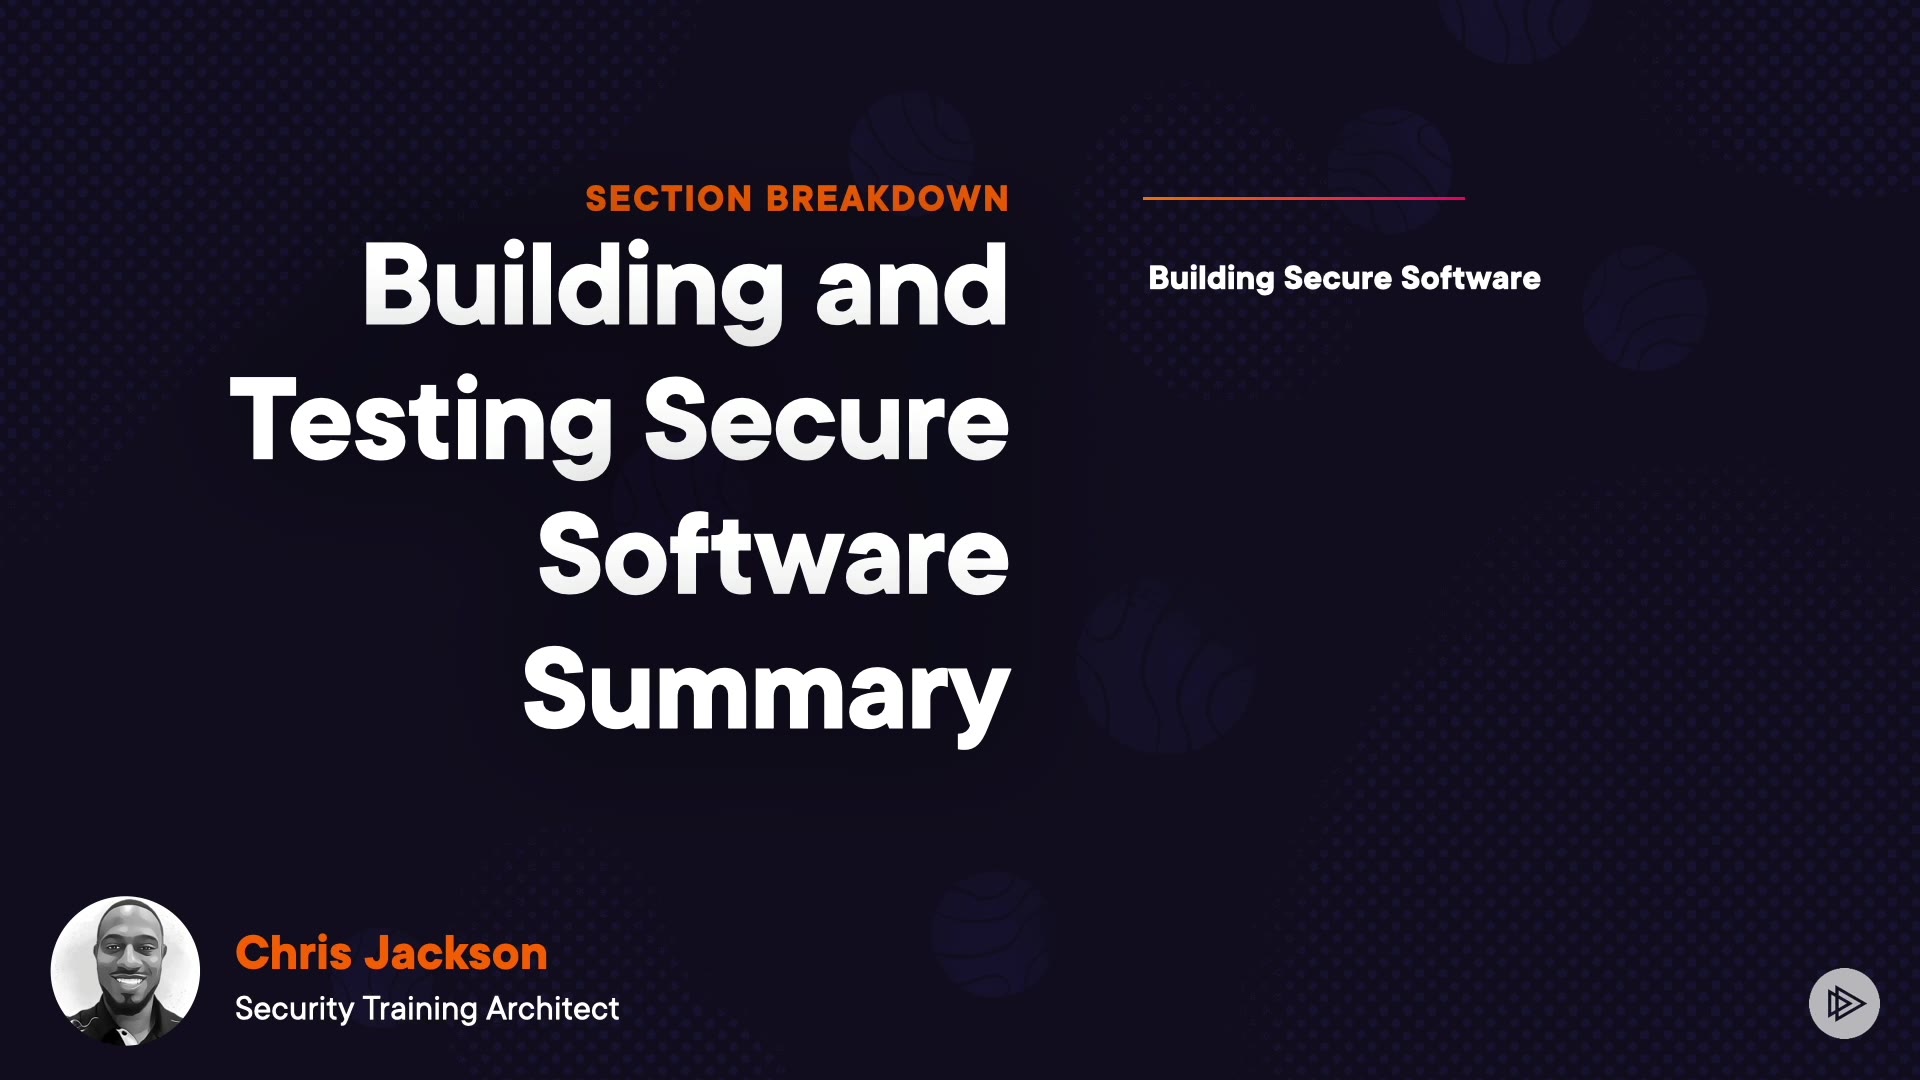 SECTION BREAKDOWN
Building and
Testing Secure
Software
Summary
Building Secure Software
Chris Jackson
Security Training Architect